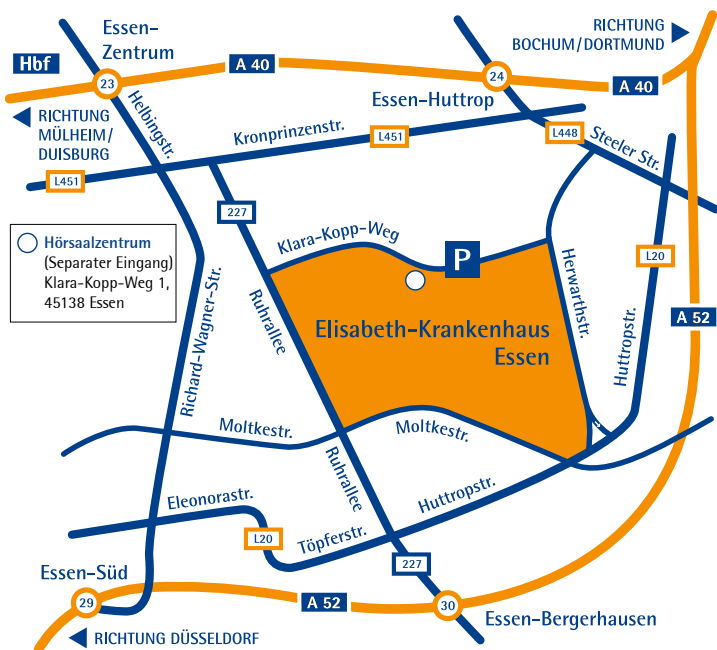 Essen-
Zentrum
RICHTUNG
BOCHUM/DORTMUND
Hbf
A 40
23
24
A 40
Essen-Huttrop
RICHTUNG
MÜLHEIM/
DUISBURG
Helbingstr.
Kronprinzenstr.
L451
L448
Steeler Str.
L451
227
Hörsaalzentrum
(Separater Eingang)
Klara-Kopp-Weg 1,
45138 Essen
Klara-Kopp-Weg
P
L20
Herwarthstr.
Richard-Wagner-Str.
Ruhrallee
Elisabeth-Krankenhaus
Essen
A 52
Huttropstr.
Moltkestr.
Moltkestr.
Ruhrallee
Eleonorastr.
Huttropstr.
L20
Töpferstr.
227
Essen-Süd
29
A 52
30
Essen-Bergerhausen
RICHTUNG DÜSSELDORF